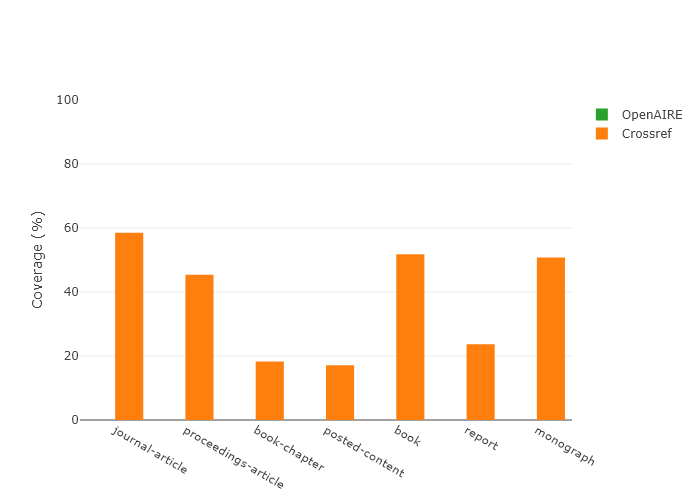 100
80
60
40
20
0
Coverage (%)
journal-article
proceedings-article
book-chapter
posted-content
book
report
monograph
OpenAIRE
Crossref